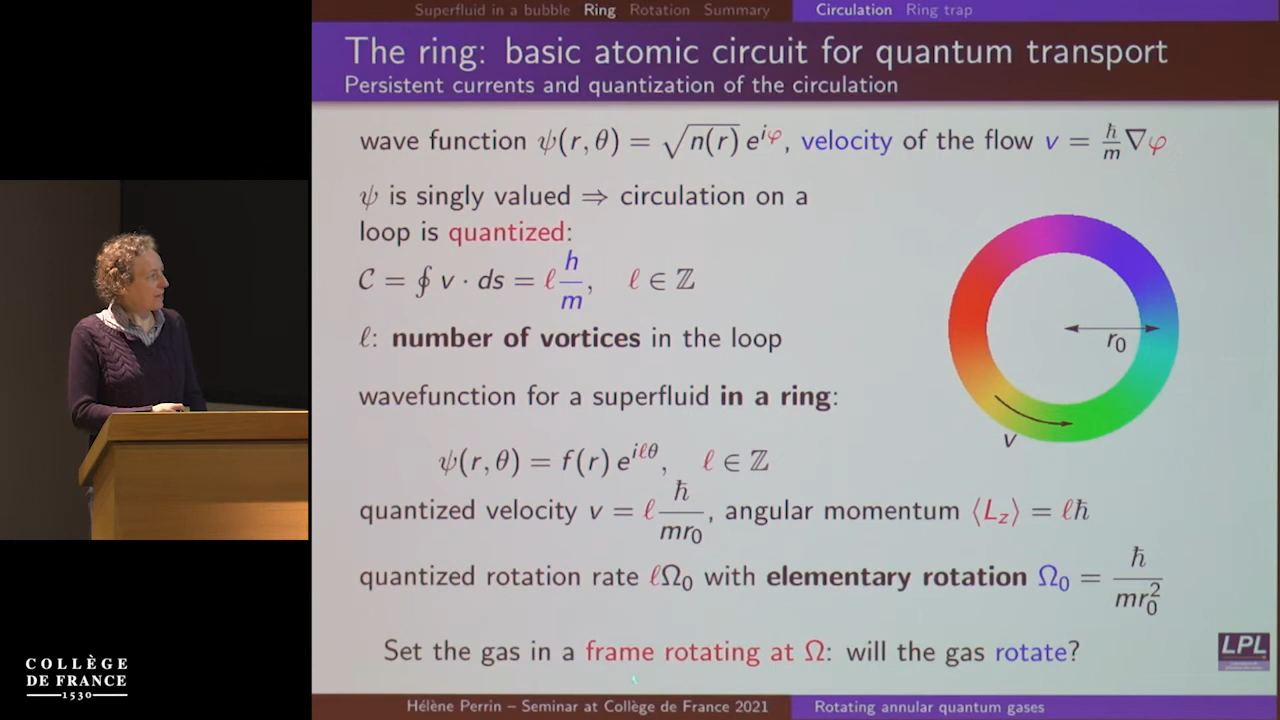 Superfluid in a bubble Ring Rotation Summary Circulation Ring trap
The ring: basic atomic circuit for quantum transport
Persistent currents and quantization of the circulation
wave function ψ(r, θ) = √n(r) e^{iφ}, velocity of the flow v = ℏ/m ∇φ
ψ is singly valued ⇒ circulation on a
loop is quantized:
C = ∮ v · ds = ℓ h/m, ℓ ∈ ℤ
ℓ: number of vortices in the loop
r₀
v
wavefunction for a superfluid in a ring:
ψ(r, θ) = f(r) e^{iℓθ}, ℓ ∈ ℤ
quantized velocity v = ℓ ℏ/mr₀, angular momentum ⟨L_z⟩ = ℓℏ
quantized rotation rate ℓΩ₀ with elementary rotation Ω₀ = ℏ/mr₀²
Set the gas in a frame rotating at Ω: will the gas rotate?
LPL
Hélène Perrin – Seminar at Collège de France 2021 Rotating annular quantum gases
COLLÈGE
DE FRANCE
1530